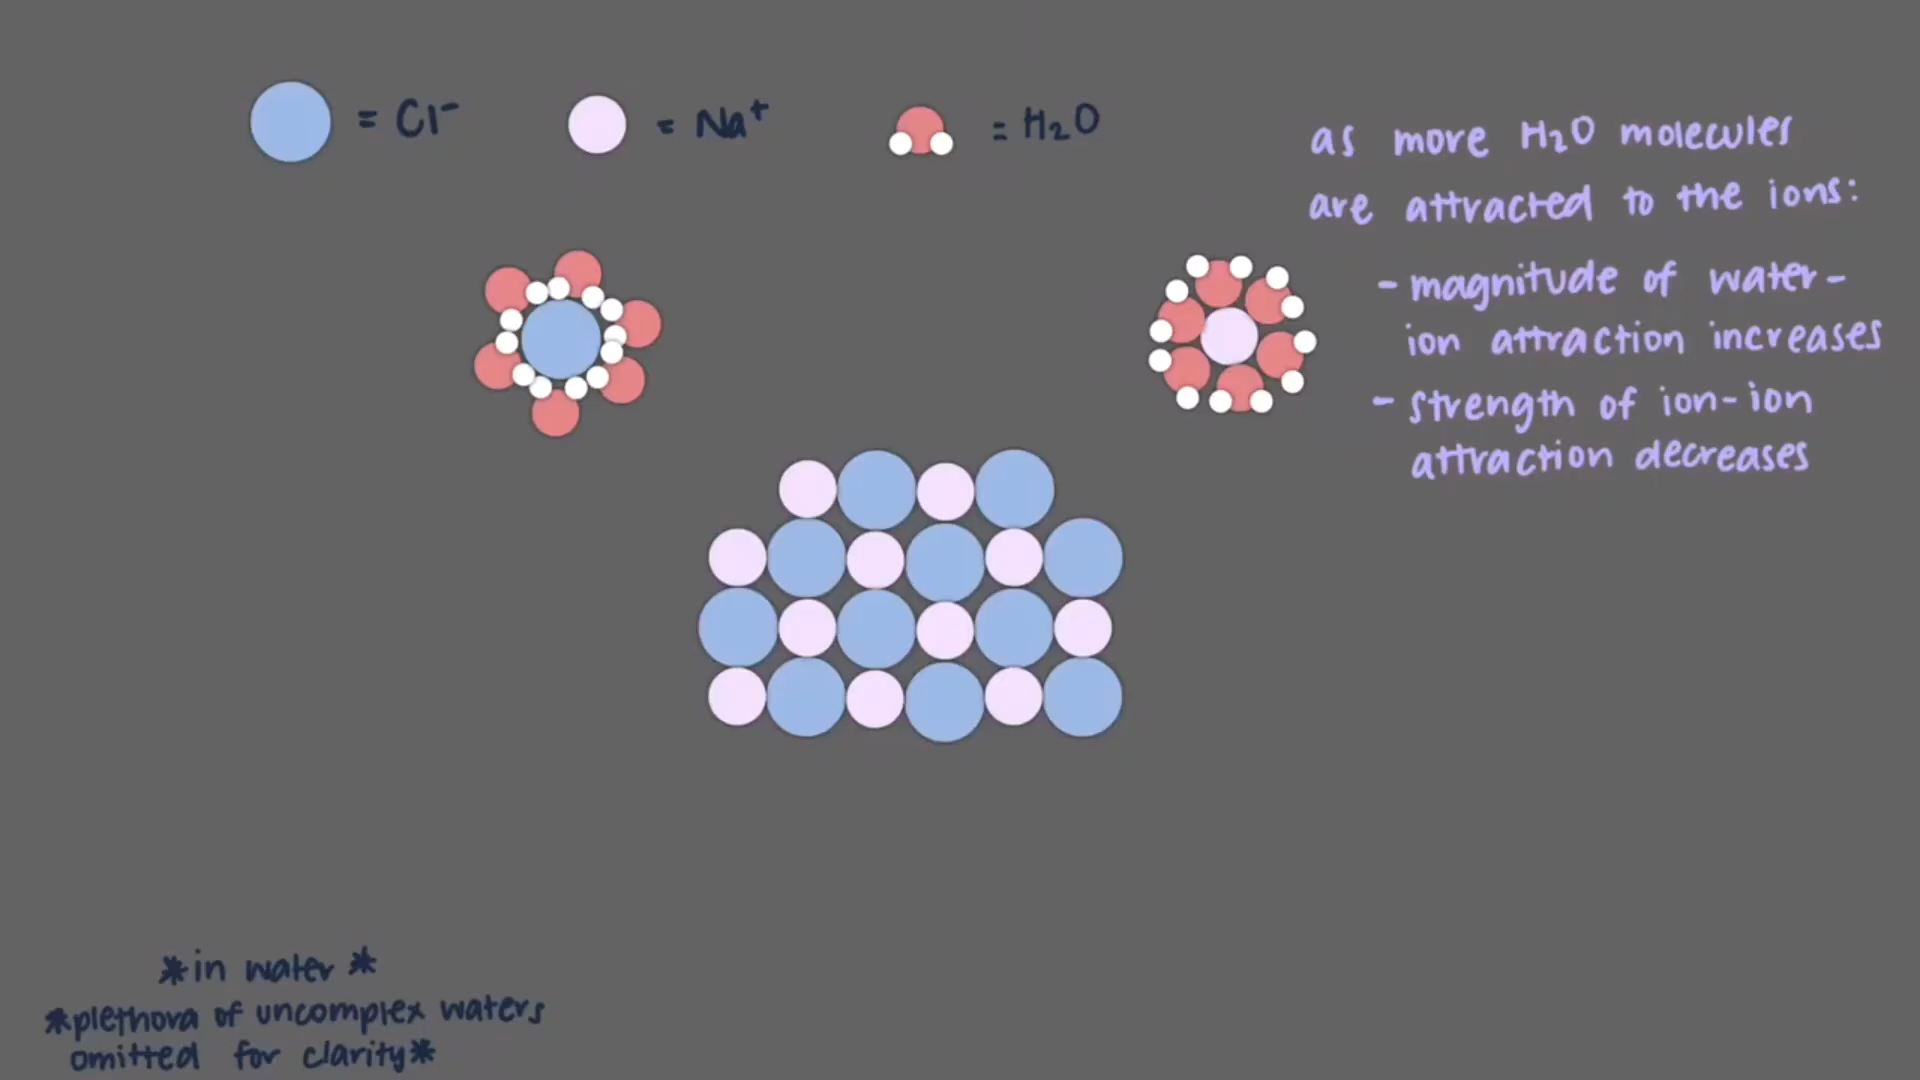 = Cl⁻
= Na⁺
= H₂O
as more H₂O molecules
are attracted to the ions:
- magnitude of water-
ion attraction increases
- strength of ion-ion
attraction decreases
*in water*
*plethora of uncomplex waters
omitted for clarity*